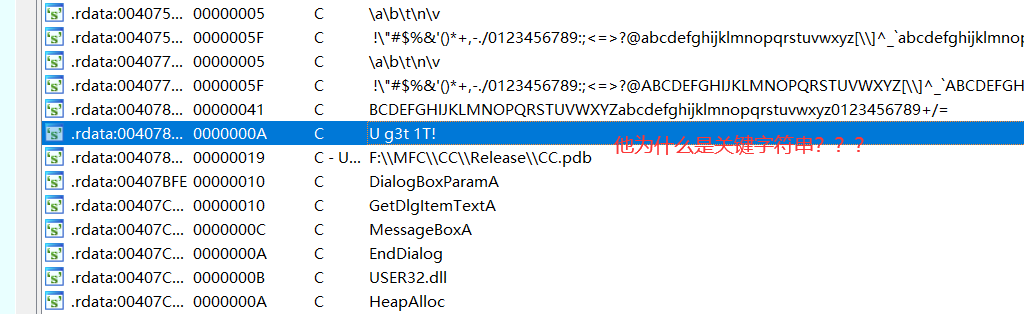 .rdata:004075... 00000005 C \a\b\t\n\v
.rdata:004075... 0000005F C !\"#$%&'()*+,-./0123456789:;<=>?@abcdefghijklmnopqrstuvwxyz[\\]^_`abcdefghijklmnop
.rdata:004077... 00000005 C \a\b\t\n\v
.rdata:004077... 0000005F C !\"#$%&'()*+,-./0123456789:;<=>?@ABCDEFGHIJKLMNOPQRSTUVWXYZ[\\]^_`ABCDEFGH
.rdata:004078... 00000041 C BCDEFGHIJKLMNOPQRSTUVWXYZabcdefghijklmnopqrstuvwxyz0123456789+/=
.rdata:004078... 0000000A C U g3t 1T!
他为什么是关键字符串？？？
.rdata:004078... 00000019 C - U... F:\\MFC\\CC\\Release\\CC.pdb
.rdata:00407BFE 00000010 C DialogBoxParamA
.rdata:00407C... 00000010 C GetDlgItemTextA
.rdata:00407C... 0000000C C MessageBoxA
.rdata:00407C... 0000000A C EndDialog
.rdata:00407C... 0000000B C USER32.dll
.rdata:00407C... 0000000A C HeapAlloc